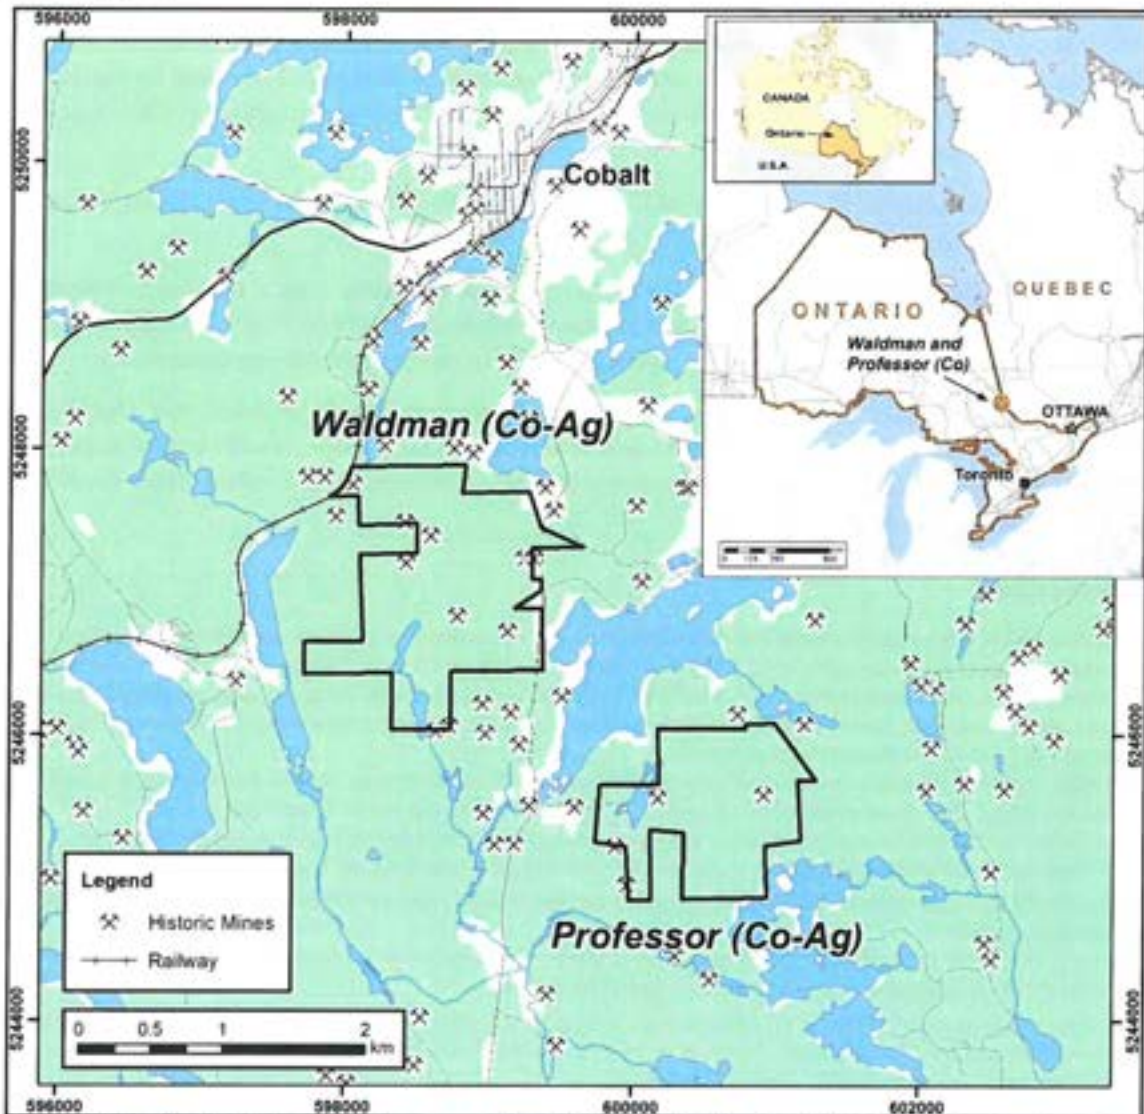 596000
598000
600000
CANADA
Ontario
U.S.A.
5250000
Cobalt
ONTARIO
QUEBEC
Waldman and
Professor (Co)
OTTAWA
Toronto
Waldman (Co-Ag)
5248000
5246000
5246000
Legend
Historic Mines
Railway
Professor (Co-Ag)
5244000
5244000
0 0.5 1 2
km
596000
598000
600000
602000